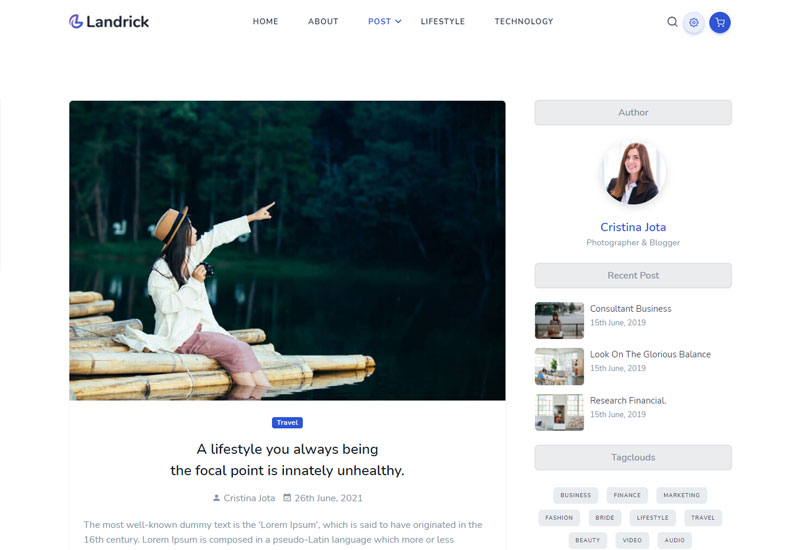 Landrick
HOME
ABOUT
POST
LIFESTYLE
TECHNOLOGY
Travel
A lifestyle you always being
the focal point is innately unhealthy.
Cristina Jota
26th June, 2021
The most well-known dummy text is the 'Lorem Ipsum', which is said to have originated in the
16th century. Lorem Ipsum is composed in a pseudo-Latin language which more or less
Author
Cristina Jota
Photographer & Blogger
Recent Post
Consultant Business
15th June, 2019
Look On The Glorious Balance
15th June, 2019
Research Financial.
15th June, 2019
Tagclouds
BUSINESS
FINANCE
MARKETING
FASHION
BRIDE
LIFESTYLE
TRAVEL
BEAUTY
VIDEO
AUDIO